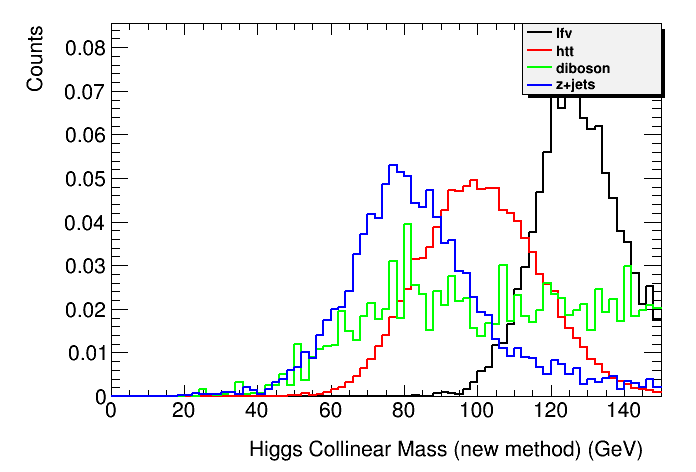 Counts
0.08
0.07
0.06
0.05
0.04
0.03
0.02
0.01
0
lfv
htt
diboson
z+jets
0 20 40 60 80 100 120 140
Higgs Collinear Mass (new method) (GeV)